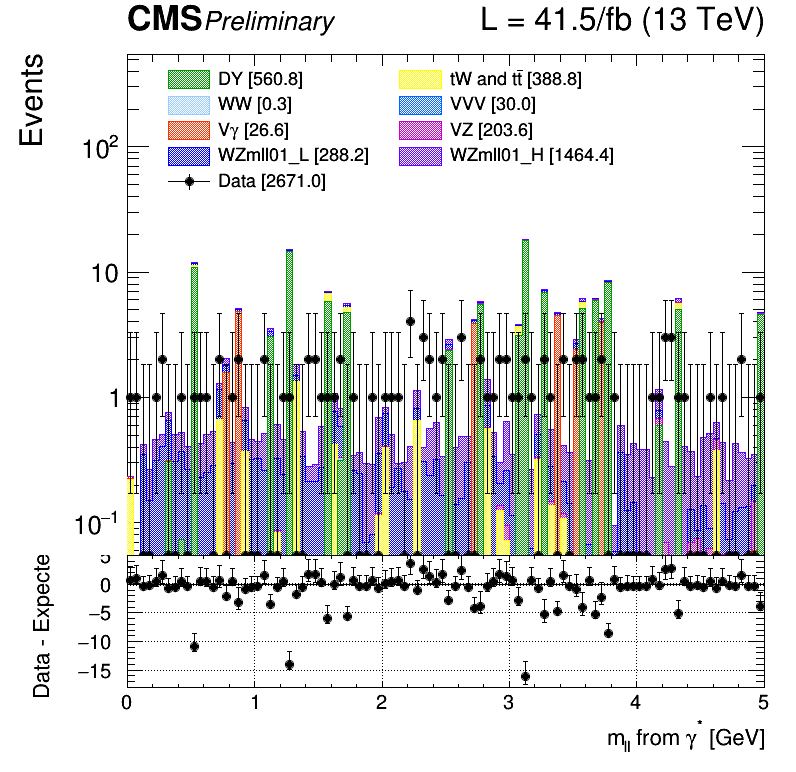 CMS Preliminary L = 41.5/fb (13 TeV)
Events
DY [560.8] tW and tt̄ [388.8]
WW [0.3] VVV [30.0]
Vγ [26.6] VZ [203.6]
WZmll01_L [288.2] WZmll01_H [1464.4]
Data [2671.0]
10²
10
1
10⁻¹
Data - Expecte
5
0
−5
−10
−15
0 1 2 3 4 5
m_ll from γ* [GeV]